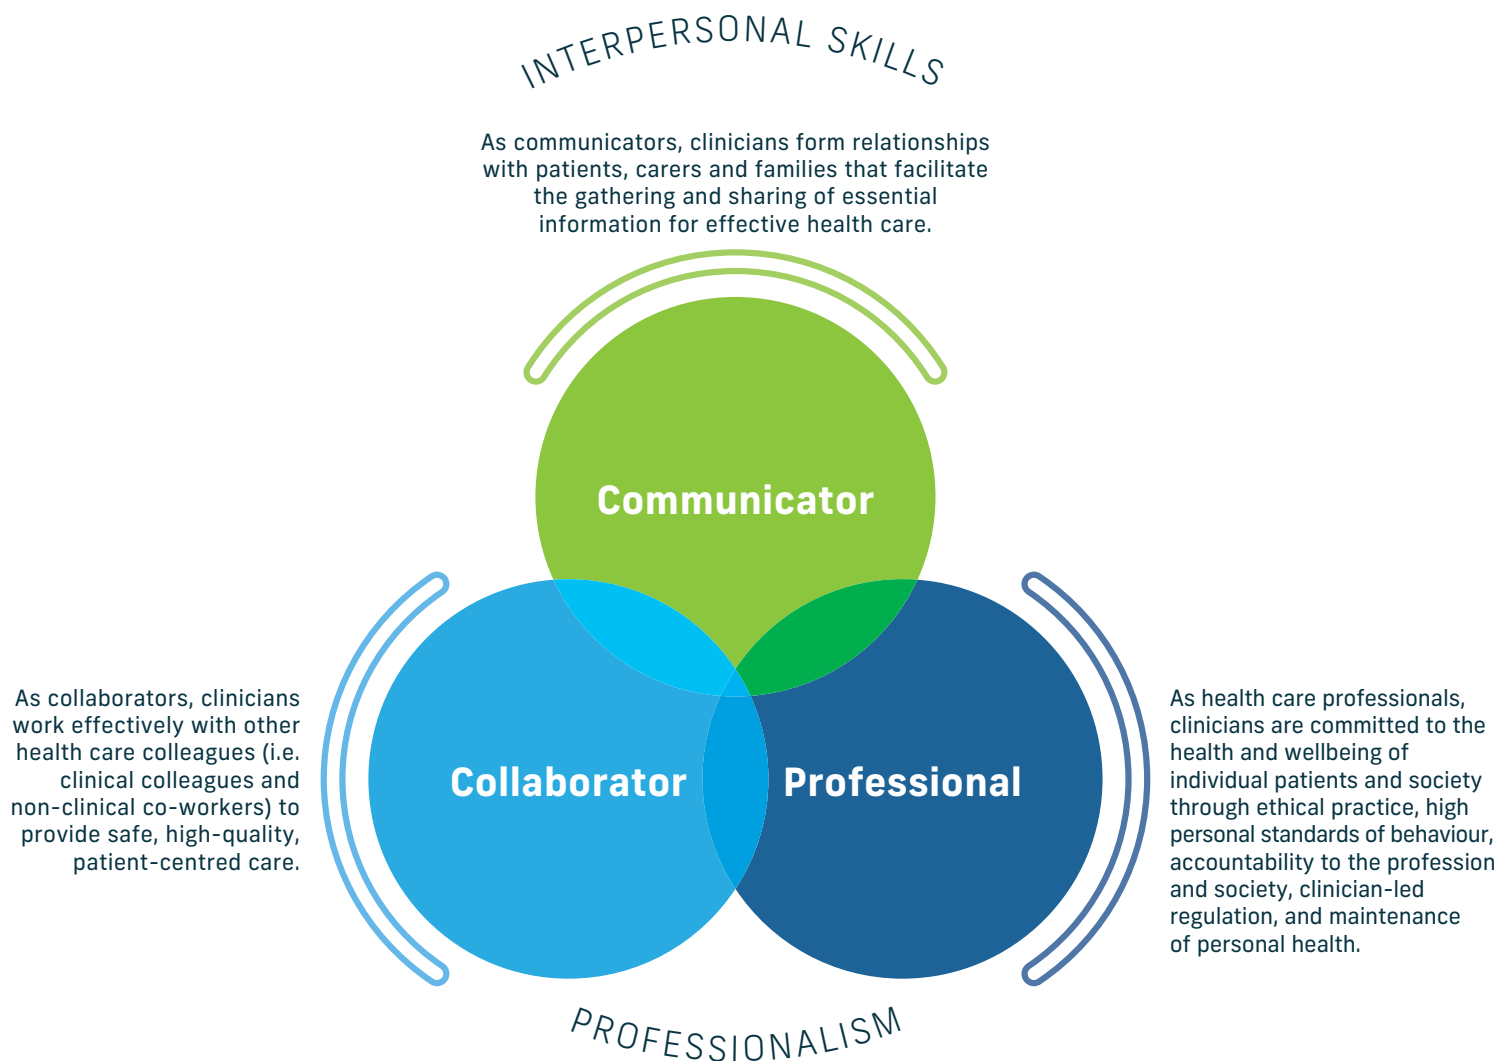 INTERPERSONAL SKILLS
As communicators, clinicians form relationships
with patients, carers and families that facilitate
the gathering and sharing of essential
information for effective health care.
Communicator
Collaborator
Professional
As collaborators, clinicians
work effectively with other
health care colleagues (i.e.
clinical colleagues and
non-clinical co-workers) to
provide safe, high-quality,
patient-centred care.
As health care professionals,
clinicians are committed to the
health and wellbeing of
individual patients and society
through ethical practice, high
personal standards of behaviour,
accountability to the profession
and society, clinician-led
regulation, and maintenance
of personal health.
PROFESSIONALISM